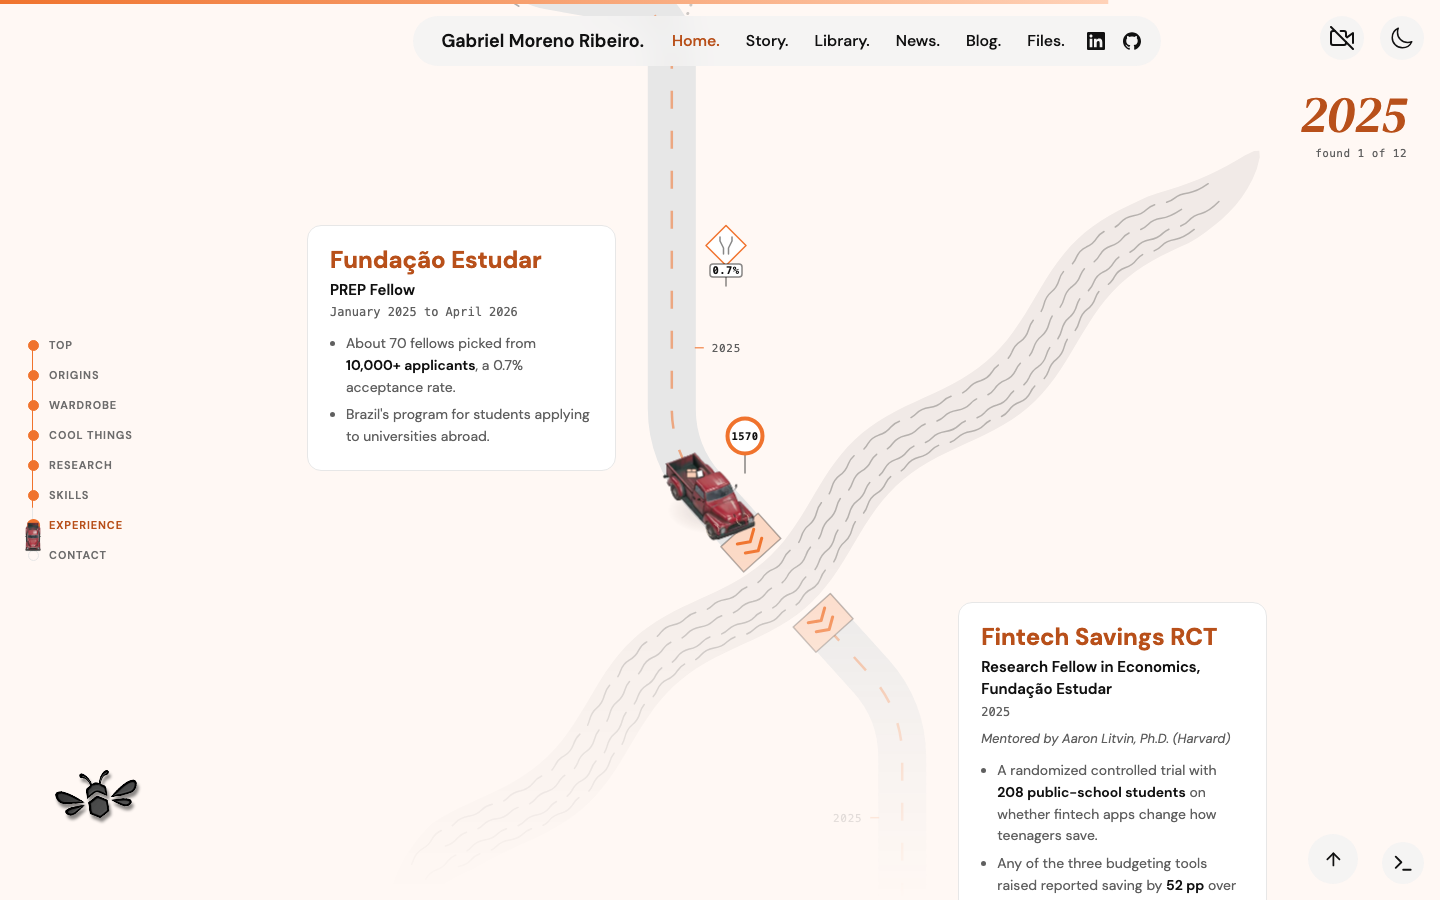 Gabriel Moreno Ribeiro.
Home.
Story.
Library.
News.
Blog.
Files.
2025
found 1 of 12
TOP
ORIGINS
WARDROBE
COOL THINGS
RESEARCH
SKILLS
EXPERIENCE
CONTACT
Fundação Estudar
PREP Fellow
January 2025 to April 2026
About 70 fellows picked from
10,000+ applicants, a 0.7%
acceptance rate.
Brazil's program for students applying
to universities abroad.
0.7%
2025
1570
Fintech Savings RCT
Research Fellow in Economics,
Fundação Estudar
2025
Mentored by Aaron Litvin, Ph.D. (Harvard)
A randomized controlled trial with
208 public-school students on
whether fintech apps change how
teenagers save.
Any of the three budgeting tools
raised reported saving by 52 pp over
2025